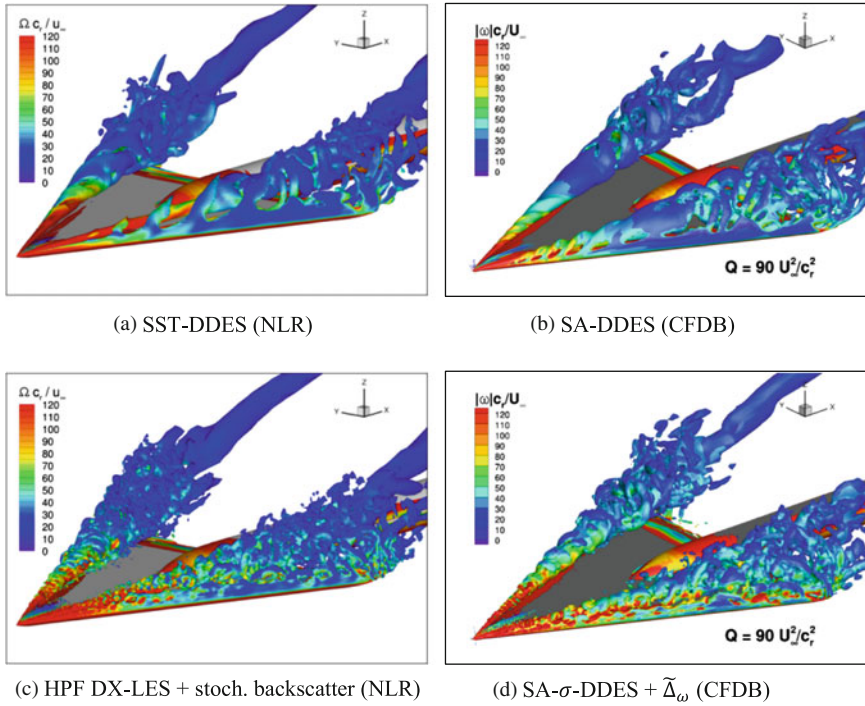 Ω c_r / u_∞
120
110
100
90
80
70
60
50
40
30
20
10
0
Z
Y X
(a) SST-DDES (NLR)
|ω|c_r/U_∞
120
110
100
90
80
70
60
50
40
30
20
10
0
Z
Y X
Q = 90 U_∞²/c_r²
(b) SA-DDES (CFDB)
Ω c_r / u_∞
120
110
100
90
80
70
60
50
40
30
20
10
0
Z
Y X
(c) HPF DX-LES + stoch. backscatter (NLR)
|ω|c_r/U_∞
120
110
100
90
80
70
60
50
40
30
20
10
0
Z
Y X
Q = 90 U_∞²/c_r²
(d) SA-σ-DDES + Δ̃_ω (CFDB)